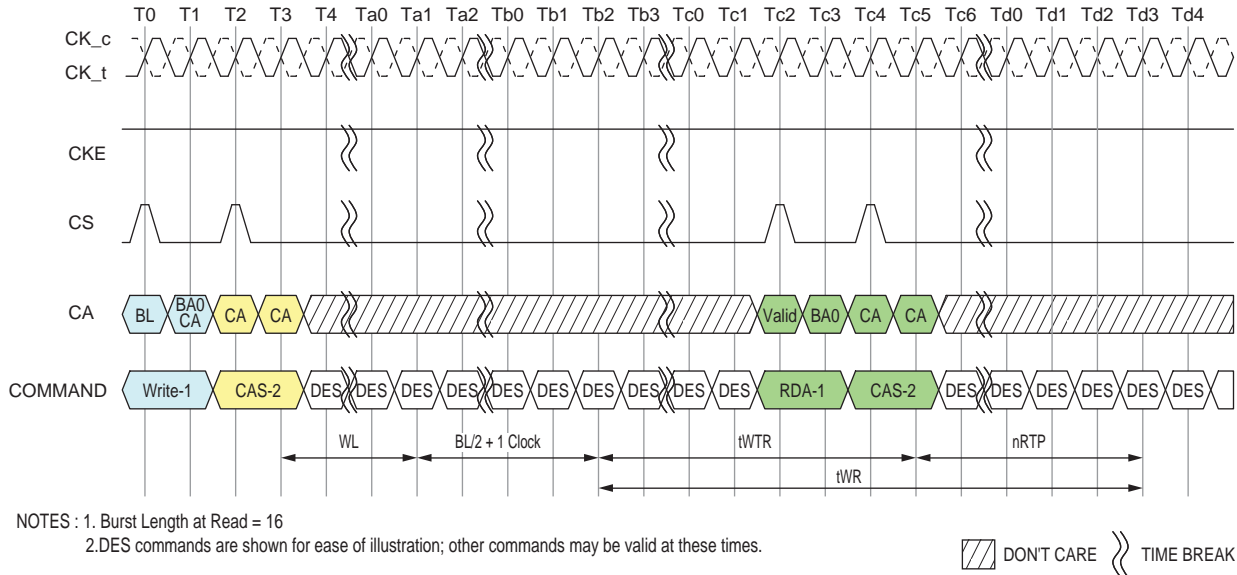 T0 T1 T2 T3 T4 Ta0 Ta1 Ta2 Tb0 Tb1 Tb2 Tb3 Tc0 Tc1 Tc2 Tc3 Tc4 Tc5 Tc6 Td0 Td1 Td2 Td3 Td4
CK_c
CK_t
CKE
CS
CA BL BA0 CA CA CA Valid BA0 CA CA
COMMAND Write-1 CAS-2 DES DES DES DES DES DES DES DES DES DES RDA-1 CAS-2 DES DES DES DES DES DES
WL BL/2 + 1 Clock tWTR nRTP
tWR
NOTES : 1. Burst Length at Read = 16
2.DES commands are shown for ease of illustration; other commands may be valid at these times.
DON'T CARE TIME BREAK